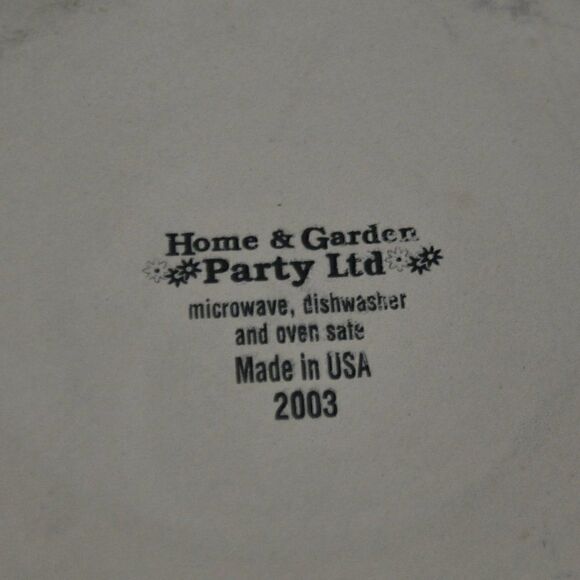 Home & Garden
Party Ltd
microwave, dishwasher
and oven safe
Made in USA
2003